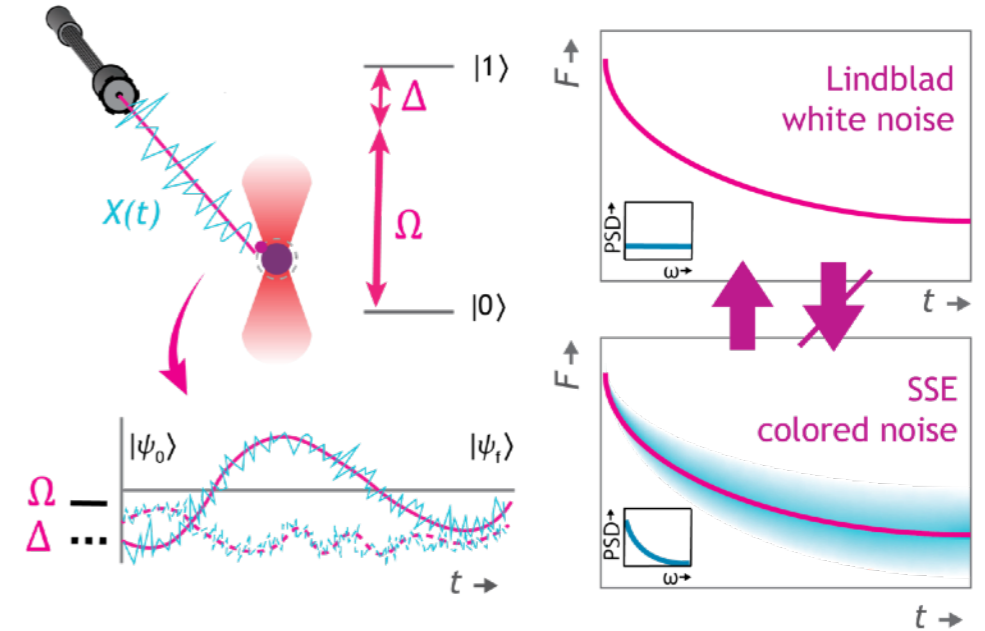 X(t)
|1⟩
Δ
Ω
|0⟩
|ψ₀⟩
|ψf⟩
Ω
Δ
t
F
Lindblad
white noise
PSD
ω
t
F
SSE
colored noise
PSD
ω
t